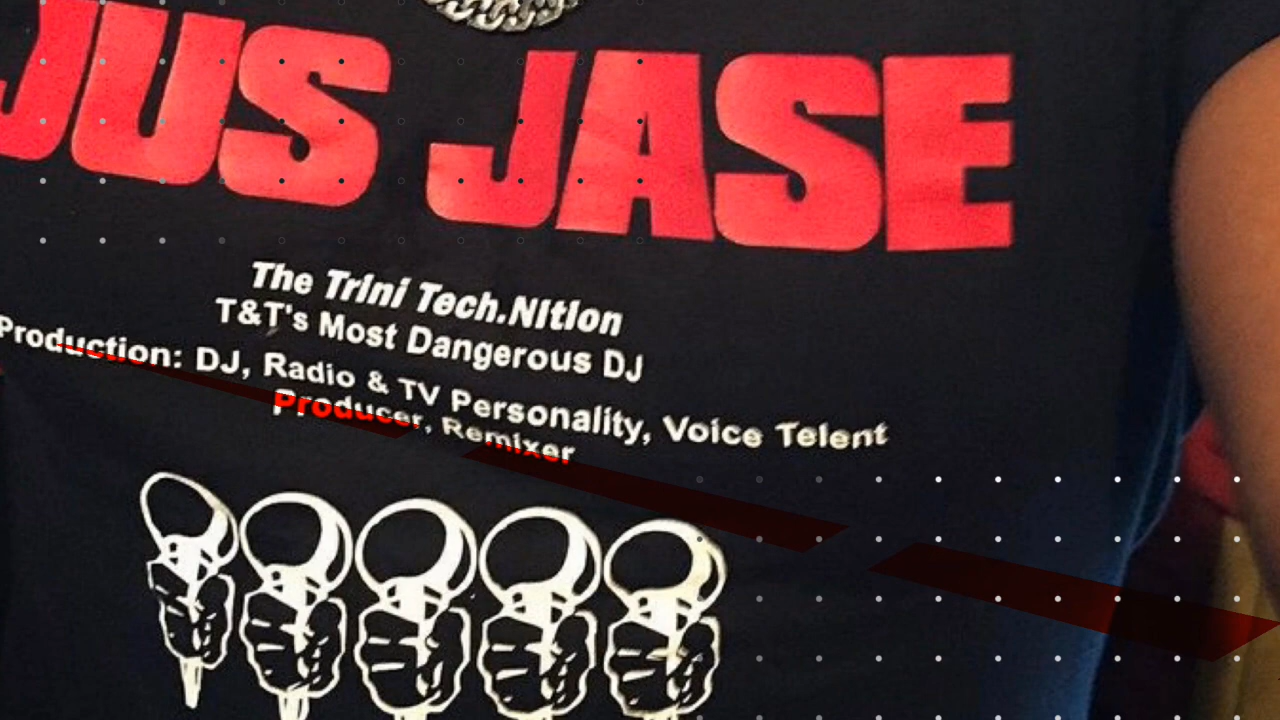 JUS JASE
The Trini Tech.Nition
T&T's Most Dangerous DJ
Production: DJ, Radio & TV Personality, Voice Telent
Producer, Remixer